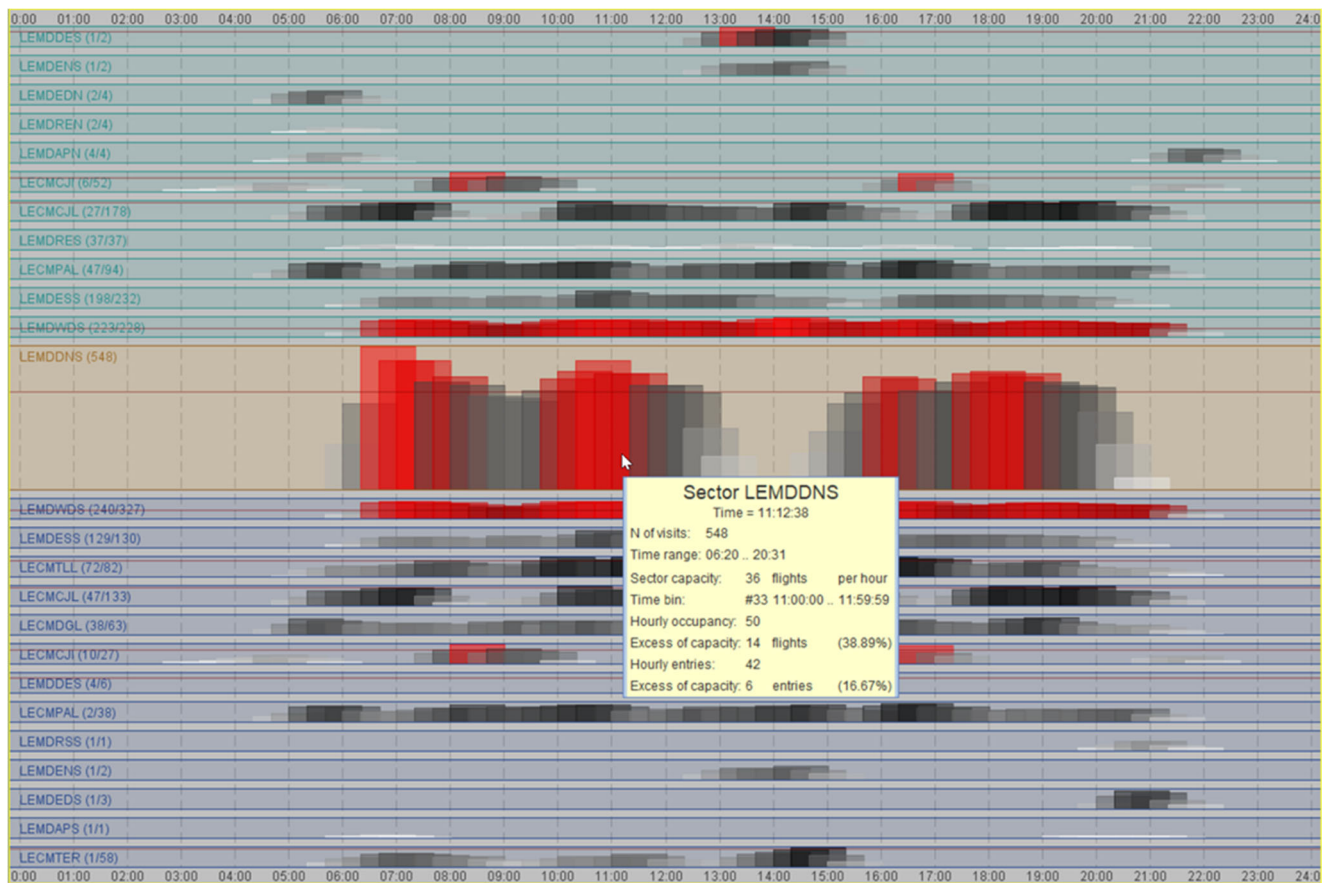 0:00 01:00 02:00 03:00 04:00 05:00 06:00 07:00 08:00 09:00 10:00 11:00 12:00 13:00 14:00 15:00 16:00 17:00 18:00 19:00 20:00 21:00 22:00 23:00 24:0
LEMDDES (1/2)
LEMDENS (1/2)
LEMDEDN (2/4)
LEMDREN (2/4)
LEMDAPN (4/4)
LECMCJI (6/52)
LECMCJL (27/178)
LEMDRES (37/37)
LECMPAL (47/94)
LEMDESS (198/232)
LEMDWDS (223/228)
LEMDDNS (548)
Sector LEMDDNS
Time = 11:12:38
N of visits: 548
Time range: 06:20 .. 20:31
Sector capacity: 36 flights per hour
Time bin: #33 11:00:00 .. 11:59:59
Hourly occupancy: 50
Excess of capacity: 14 flights (38.89%)
Hourly entries: 42
Excess of capacity: 6 entries (16.67%)
LEMDWDS (240/327)
LEMDESS (129/130)
LECMTLL (72/82)
LECMCJL (47/133)
LECMDGL (38/63)
LECMCJI (10/27)
LEMDDES (4/6)
LECMPAL (2/38)
LEMDRSS (1/1)
LEMDENS (1/2)
LEMDEDS (1/3)
LEMDAPS (1/1)
LECMTER (1/58)
0:00 01:00 02:00 03:00 04:00 05:00 06:00 07:00 08:00 09:00 10:00 11:00 12:00 13:00 14:00 15:00 16:00 17:00 18:00 19:00 20:00 21:00 22:00 23:00 24:0